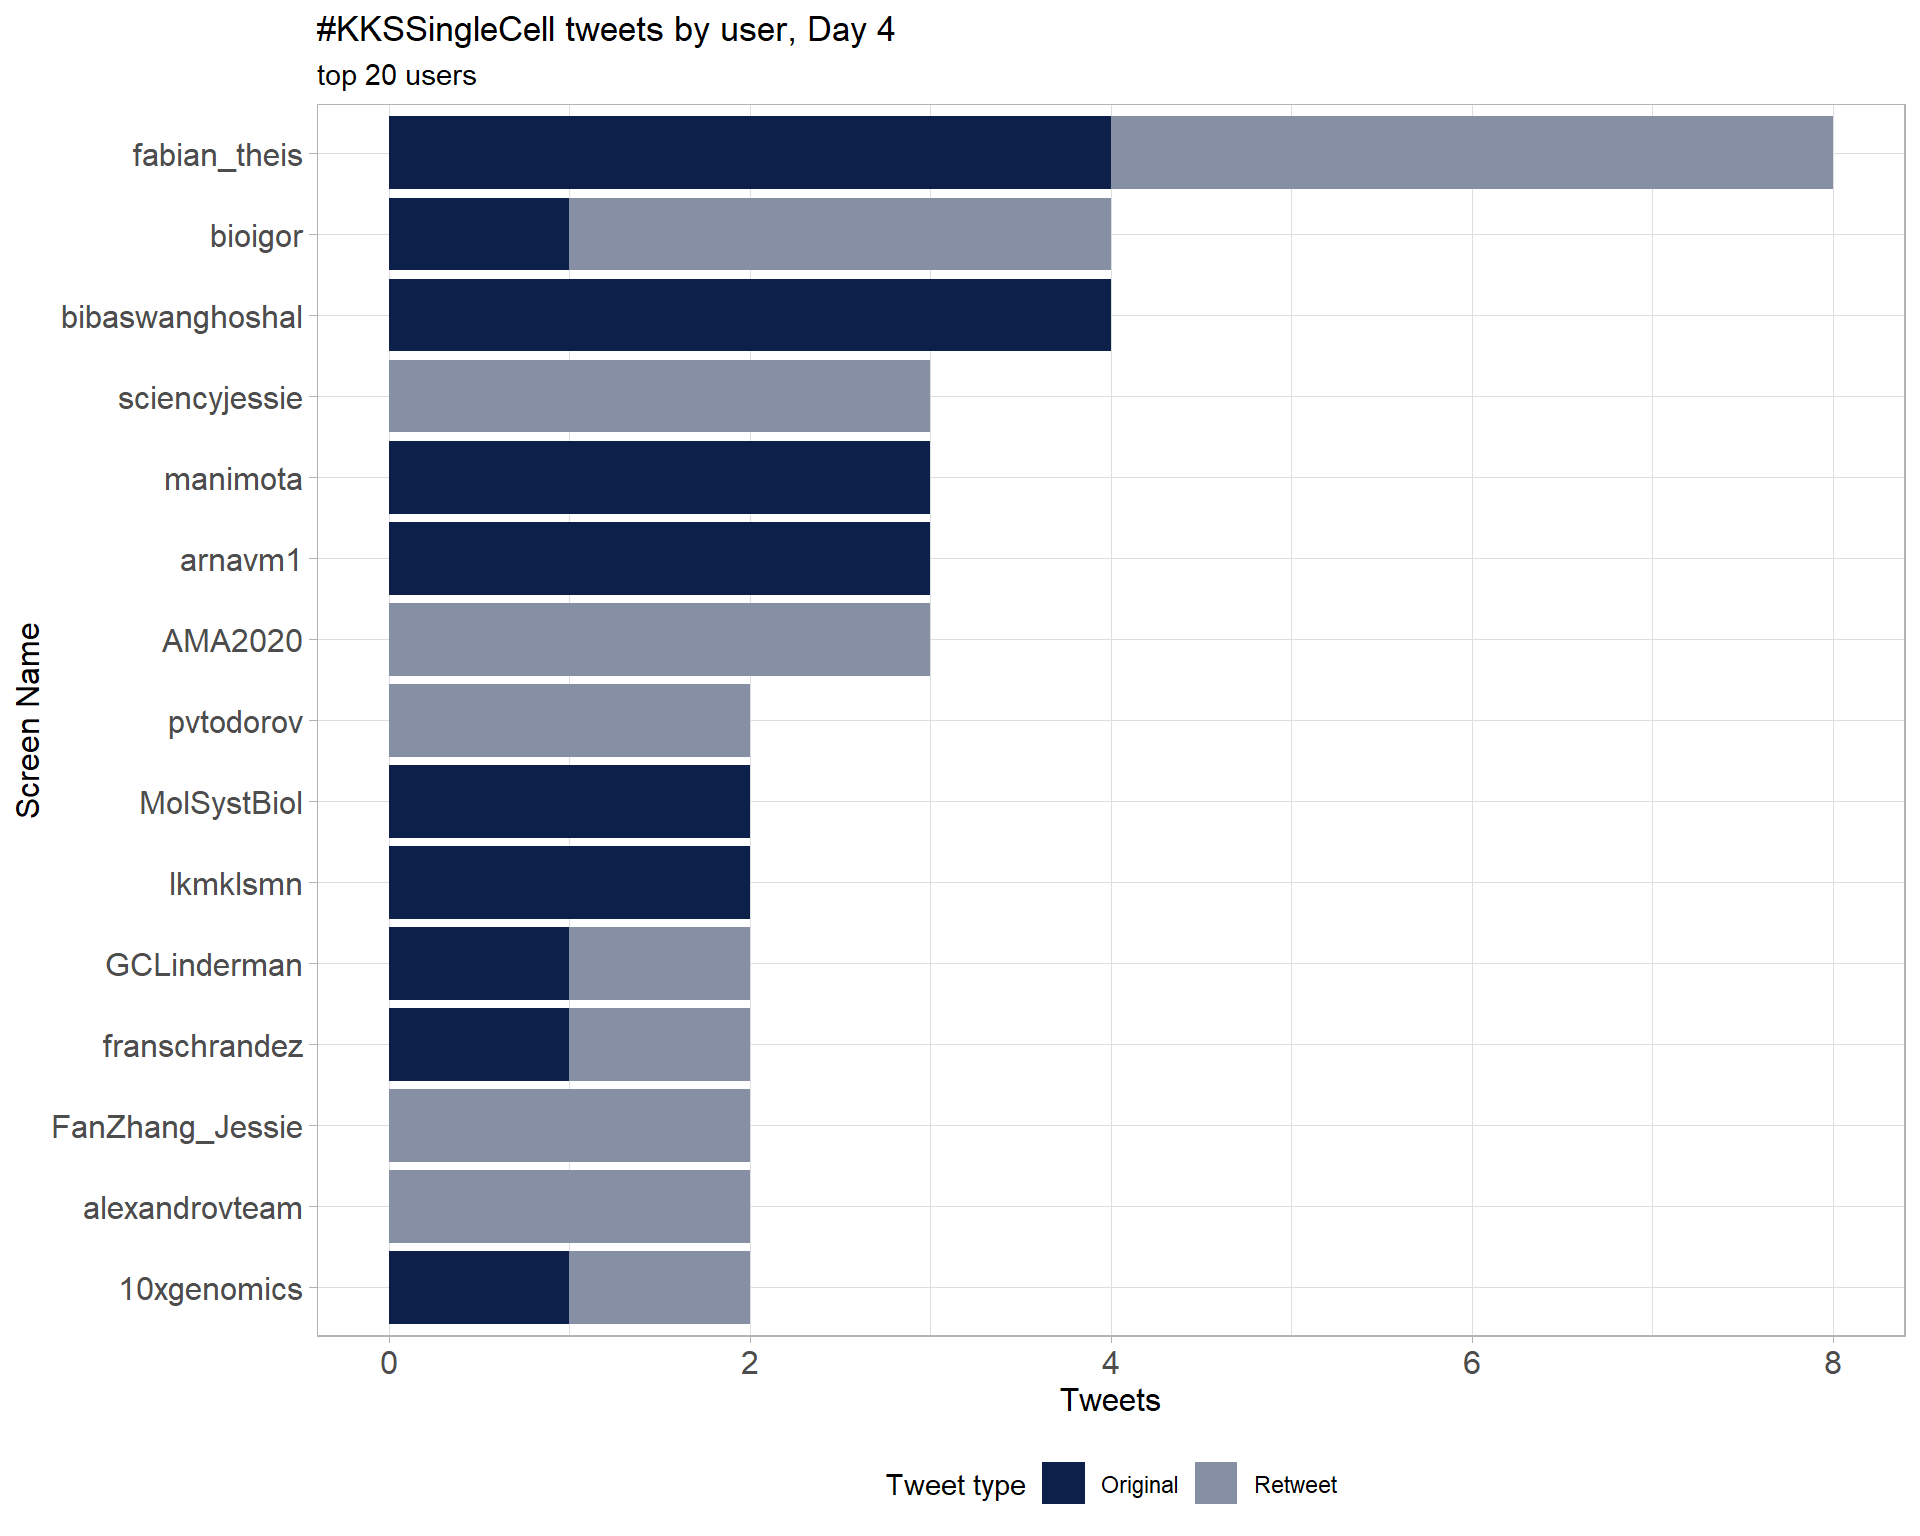 #KKSSingleCell tweets by user, Day 4
top 20 users
fabian_theis
bioigor
bibaswanghoshal
sciencyjessie
manimota
arnavm1
AMA2020
pvtodorov
MolSystBiol
lkmklsmn
GCLinderman
franschrandez
FanZhang_Jessie
alexandrovteam
10xgenomics
Screen Name
0 2 4 6 8
Tweets
Tweet type Original Retweet